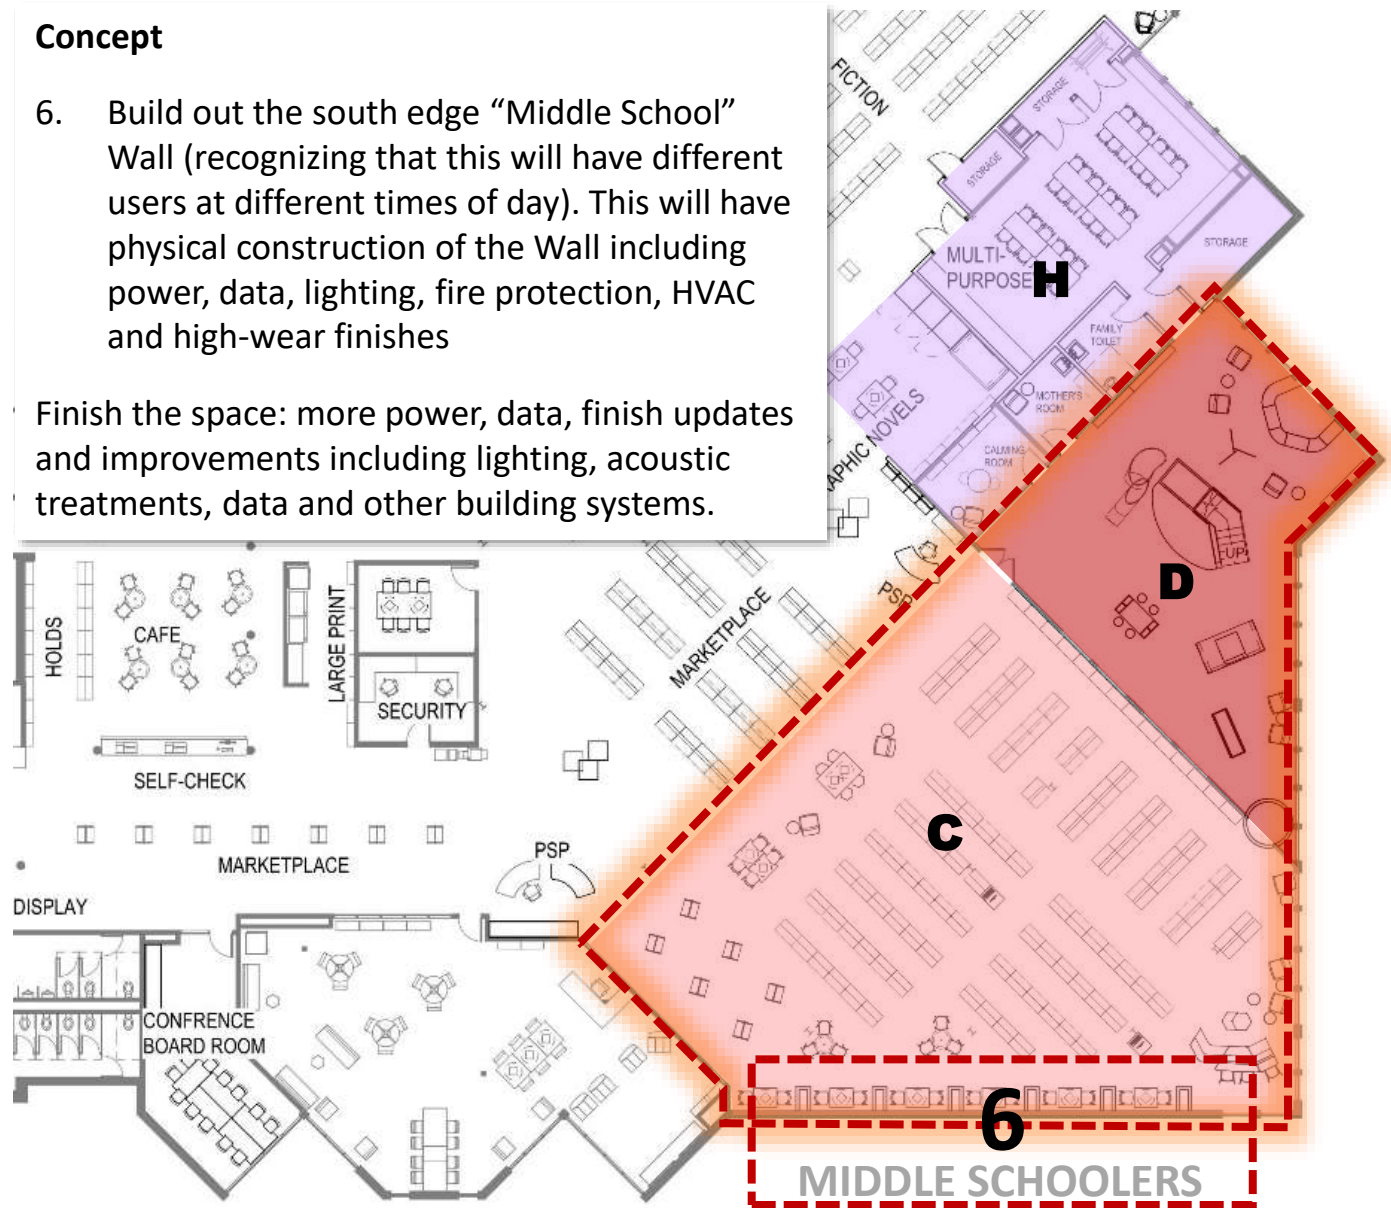 Concept
6. Build out the south edge “Middle School”
Wall (recognizing that this will have different
users at different times of day). This will have
physical construction of the Wall including
power, data, lighting, fire protection, HVAC
and high-wear finishes
Finish the space: more power, data, finish updates
and improvements including lighting, acoustic
treatments, data and other building systems.
FICTION
STORAGE
STORAGE
STORAGE
MULTI-
PURPOSE
H
FAMILY
TOILET
MOTHER'S
ROOM
CALMING
ROOM
APHIC NOVELS
UP
D
PSP
MARKETPLACE
HOLDS
CAFE
LARGE PRINT
SECURITY
SELF-CHECK
C
MARKETPLACE
PSP
DISPLAY
CONFRENCE
BOARD ROOM
6
MIDDLE SCHOOLERS